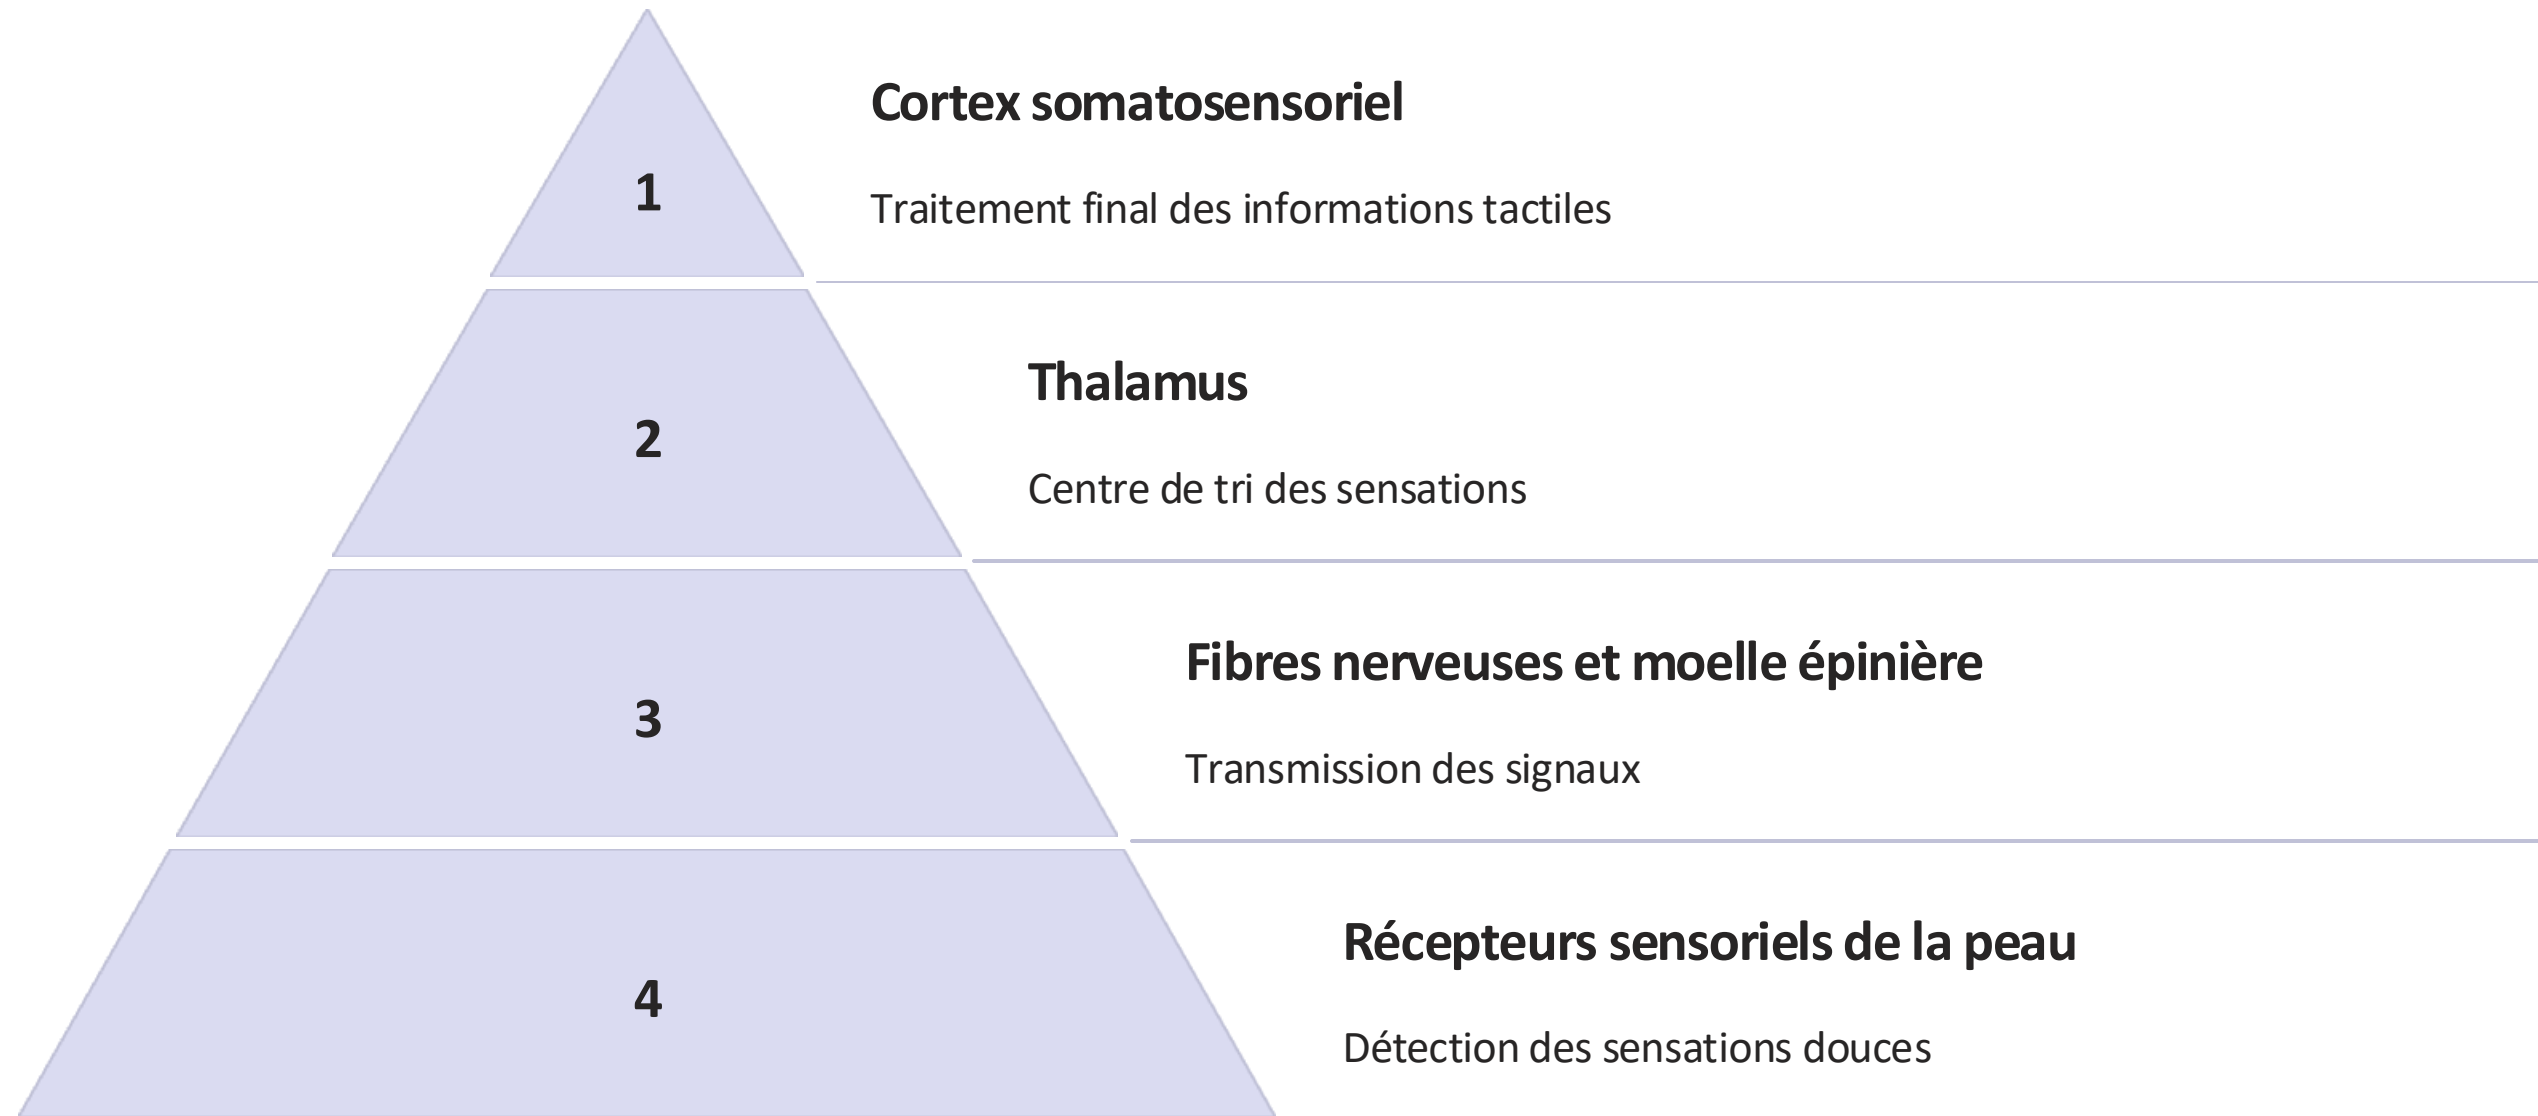 1
Cortex somatosensoriel
Traitement final des informations tactiles
2
Thalamus
Centre de tri des sensations
3
Fibres nerveuses et moelle épinière
Transmission des signaux
4
Récepteurs sensoriels de la peau
Détection des sensations douces